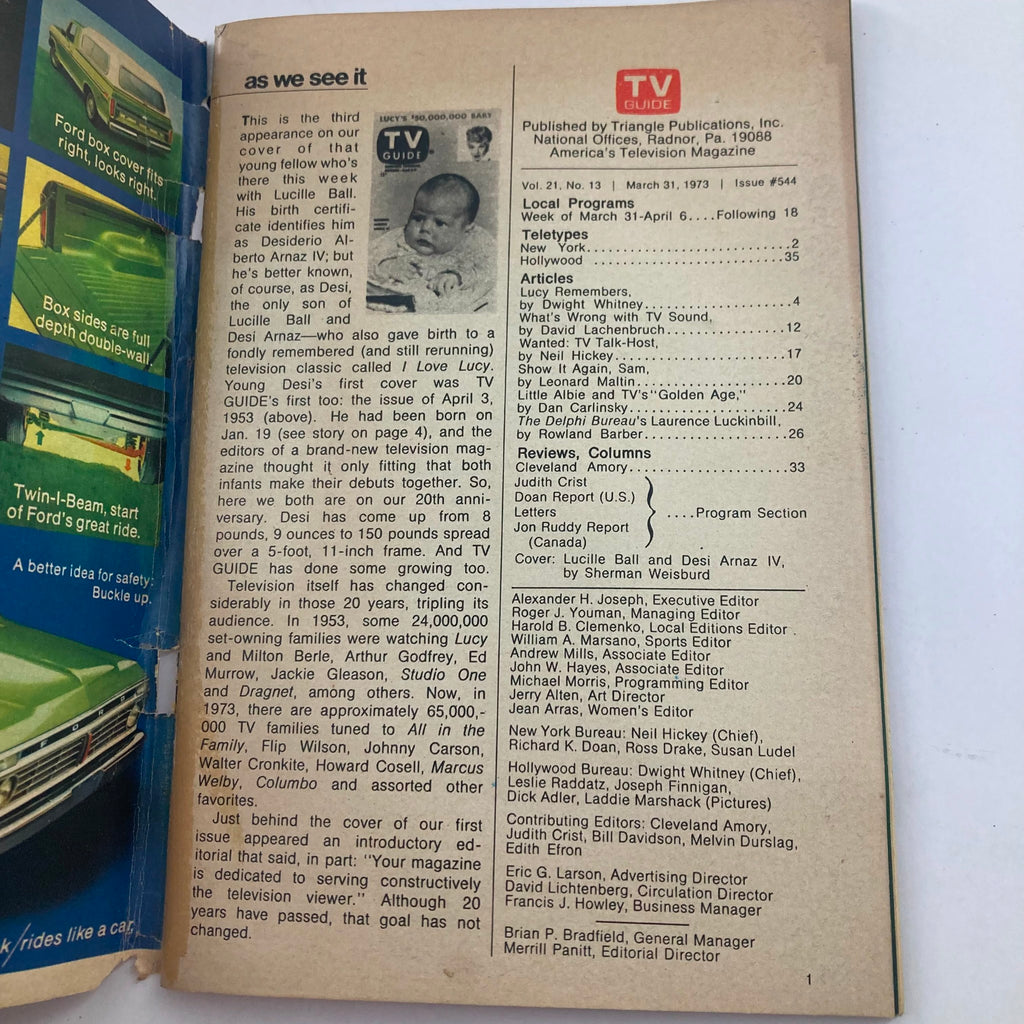 Ford box cover fits
right, looks right.
Box sides are full
depth double-wall.
Twin-I-Beam, start
of Ford's great ride.
A better idea for safety:
Buckle up.
FORD
k/rides like a car.
as we see it
This is the third
appearance on our
cover of that
young fellow who's
there this week
with Lucille Ball.
His birth certifi-
cate identifies him
as Desiderio Al-
berto Arnaz IV; but
he's better known,
of course, as Desi,
the only son of
Lucille Ball and
Desi Arnaz—who also gave birth to a
fondly remembered (and still rerunning)
television classic called I Love Lucy.
Young Desi's first cover was TV
GUIDE's first too: the issue of April 3,
1953 (above). He had been born on
Jan. 19 (see story on page 4), and the
editors of a brand-new television mag-
azine thought it only fitting that both
infants make their debuts together. So,
here we both are on our 20th anni-
versary. Desi has come up from 8
pounds, 9 ounces to 150 pounds spread
over a 5-foot, 11-inch frame. And TV
GUIDE has done some growing too.
Television itself has changed con-
siderably in those 20 years, tripling its
audience. In 1953, some 24,000,000
set-owning families were watching Lucy
and Milton Berle, Arthur Godfrey, Ed
Murrow, Jackie Gleason, Studio One
and Dragnet, among others. Now, in
1973, there are approximately 65,000,-
000 TV families tuned to All in the
Family, Flip Wilson, Johnny Carson,
Walter Cronkite, Howard Cosell, Marcus
Welby, Columbo and assorted other
favorites.
Just behind the cover of our first
issue appeared an introductory ed-
itorial that said, in part: "Your magazine
is dedicated to serving constructively
the television viewer." Although 20
years have passed, that goal has not
changed.
LUCY'S $50,000,000 BABY
TV
GUIDE
TV
GUIDE
Published by Triangle Publications, Inc.
National Offices, Radnor, Pa. 19088
America's Television Magazine
Vol. 21, No. 13 | March 31, 1973 | Issue #544
Local Programs
Week of March 31-April 6....Following 18
Teletypes
New York............................2
Hollywood..........................35
Articles
Lucy Remembers,
by Dwight Whitney....................4
What's Wrong with TV Sound,
by David Lachenbruch...............12
Wanted: TV Talk-Host,
by Neil Hickey.......................17
Show It Again, Sam,
by Leonard Maltin...................20
Little Albie and TV's "Golden Age,"
by Dan Carlinsky....................24
The Delphi Bureau's Laurence Luckinbill,
by Rowland Barber..................26
Reviews, Columns
Cleveland Amory.....................33
Judith Crist
Doan Report (U.S.)
Letters ....Program Section
Jon Ruddy Report
(Canada)
Cover: Lucille Ball and Desi Arnaz IV,
by Sherman Weisburd
Alexander H. Joseph, Executive Editor
Roger J. Youman, Managing Editor
Harold B. Clemenko, Local Editions Editor
William A. Marsano, Sports Editor
Andrew Mills, Associate Editor
John W. Hayes, Associate Editor
Michael Morris, Programming Editor
Jerry Alten, Art Director
Jean Arras, Women's Editor
New York Bureau: Neil Hickey (Chief),
Richard K. Doan, Ross Drake, Susan Ludel
Hollywood Bureau: Dwight Whitney (Chief),
Leslie Raddatz, Joseph Finnigan,
Dick Adler, Laddie Marshack (Pictures)
Contributing Editors: Cleveland Amory,
Judith Crist, Bill Davidson, Melvin Durslag,
Edith Efron
Eric G. Larson, Advertising Director
David Lichtenberg, Circulation Director
Francis J. Howley, Business Manager
Brian P. Bradfield, General Manager
Merrill Panitt, Editorial Director
1